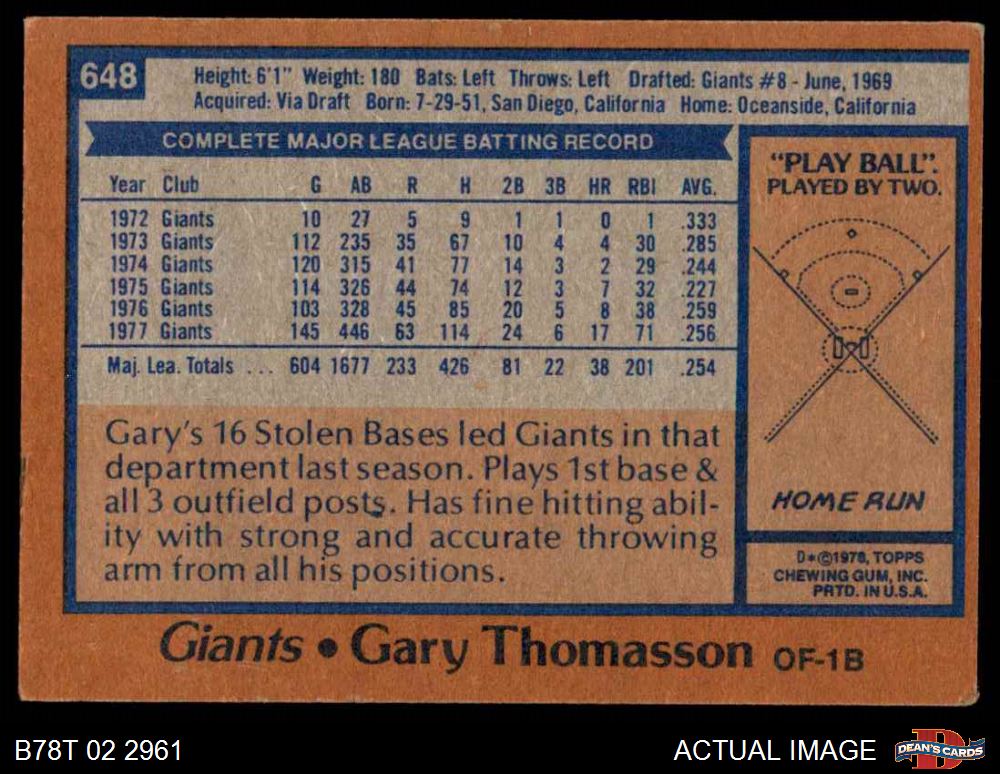 648
Height: 6'1" Weight: 180 Bats: Left Throws: Left Drafted: Giants #8 - June, 1969
Acquired: Via Draft Born: 7-29-51, San Diego, California Home: Oceanside, California
COMPLETE MAJOR LEAGUE BATTING RECORD
Year Club G AB R H 2B 3B HR RBI AVG.
1972 Giants 10 27 5 9 1 1 0 1 .333
1973 Giants 112 235 35 67 10 4 4 30 .285
1974 Giants 120 315 41 77 14 3 2 29 .244
1975 Giants 114 326 44 74 12 3 7 32 .227
1976 Giants 103 328 45 85 20 5 8 38 .259
1977 Giants 145 446 63 114 24 6 17 71 .256
Maj. Lea. Totals ... 604 1677 233 426 81 22 38 201 .254
Gary's 16 Stolen Bases led Giants in that
department last season. Plays 1st base &
all 3 outfield posts. Has fine hitting abil-
ity with strong and accurate throwing
arm from all his positions.
"PLAY BALL".
PLAYED BY TWO.
HOME RUN
D*©1978, TOPPS
CHEWING GUM, INC.
PRTD. IN U.S.A.
Giants • Gary Thomasson OF-1B
B78T 02 2961
ACTUAL IMAGE
DEAN'S CARDS